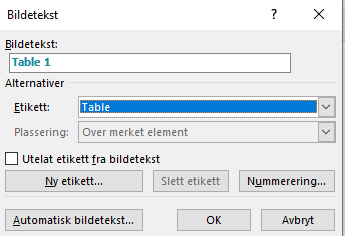 Bildetekst
Bildetekst:
Table 1
Alternativer
Etikett: Table
Plassering: Over merket element
Utelat etikett fra bildetekst
Ny etikett... Slett etikett Nummerering...
Automatisk bildetekst... OK Avbryt